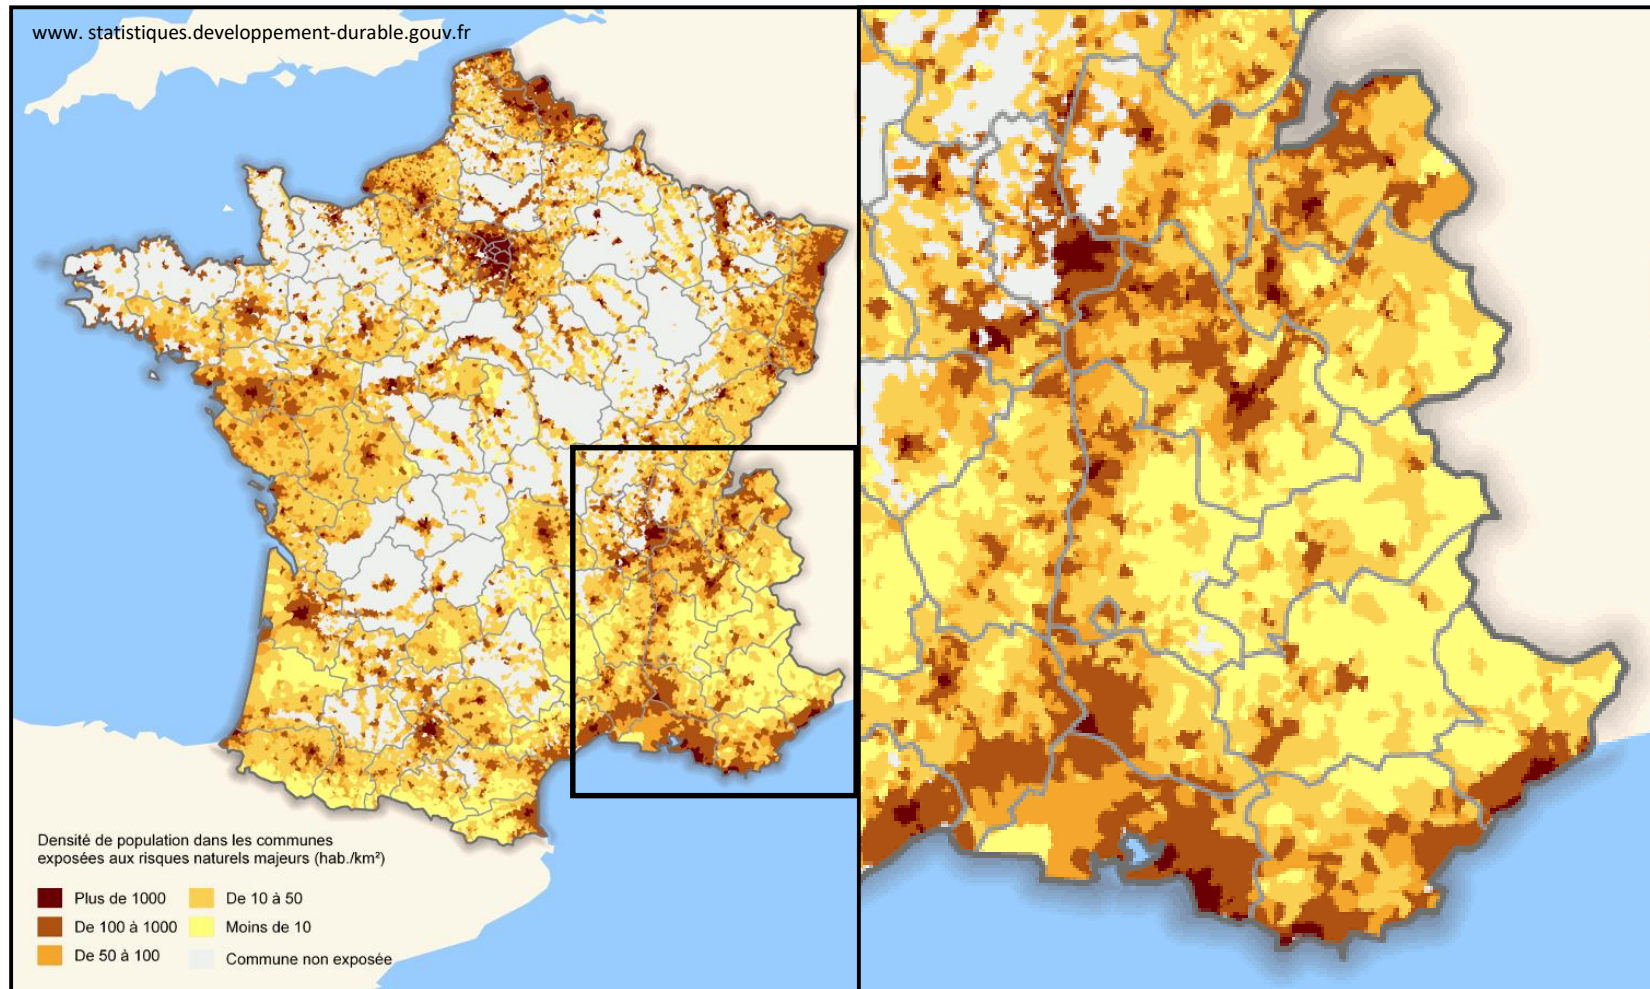 www. statistiques.developpement-durable.gouv.fr
Densité de population dans les communes
exposées aux risques naturels majeurs (hab./km²)
Plus de 1000
De 100 à 1000
De 50 à 100
De 10 à 50
Moins de 10
Commune non exposée